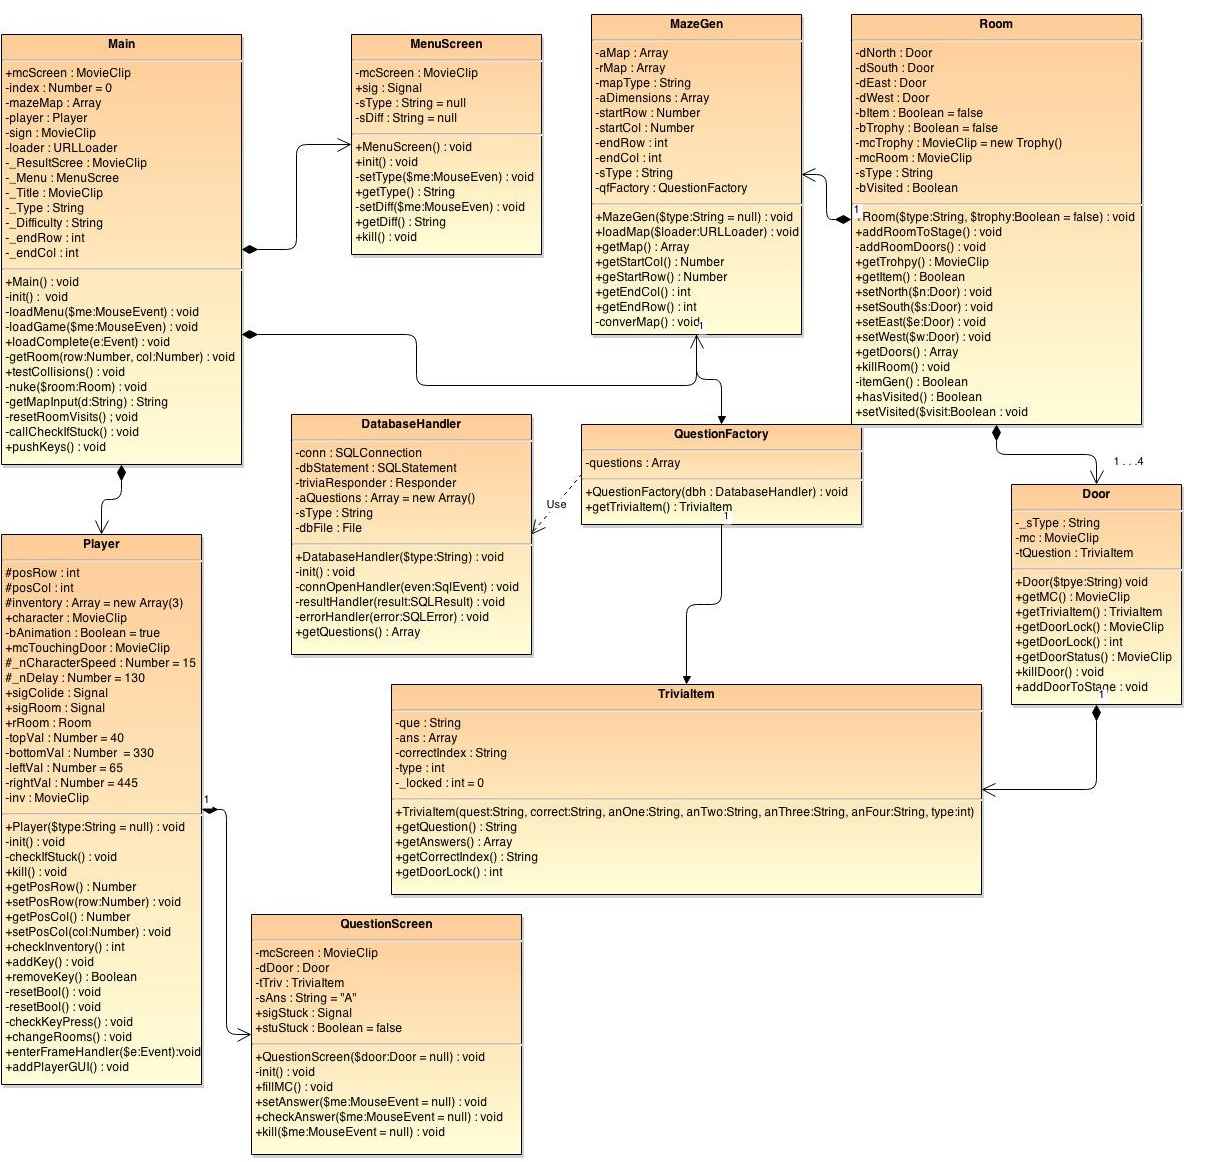 Main
+mcScreen : MovieClip
-index : Number = 0
-mazeMap : Array
-player : Player
-sign : MovieClip
-loader : URLLoader
-_ResultScree : MovieClip
-_Menu : MenuScree
-_Title : MovieClip
-_Type : String
-_Difficulty : String
-_endRow : int
-_endCol : int
+Main() : void
-init() : void
-loadMenu($me:MouseEvent) : void
-loadGame($me:MouseEven) : void
+loadComplete(e:Event) : void
-getRoom(row:Number, col:Number) : void
+testCollisions() : void
-nuke($room:Room) : void
-getMapInput(d:String) : String
-resetRoomVisits() ; void
-callCheckIfStuck() : void
+pushKeys() : void
MenuScreen
-mcScreen : MovieClip
+sig : Signal
-sType : String = null
-sDiff : String = null
+MenuScreen() : void
+init() : void
-setType($me:MouseEven) : void
+getType() : String
-setDiff($me:MouseEven) : void
+getDiff() : String
+kill() : void
MazeGen
-aMap : Array
-rMap : Array
-mapType : String
-aDimensions : Array
-startRow : Number
-startCol : Number
-endRow : int
-endCol : int
-sType : String
-qfFactory : QuestionFactory
+MazeGen($type:String = null) : void
+loadMap($loader:URLLoader) : void
+getMap() : Array
+getStartCol() : Number
+geStartRow() : Number
+getEndCol() : int
+getEndRow() : int
-converMap() : void
1
Room
-dNorth : Door
-dSouth : Door
-dEast : Door
-dWest : Door
-bItem : Boolean = false
-bTrophy : Boolean = false
-mcTrophy : MovieClip = new Trophy()
-mcRoom : MovieClip
-sType : String
-bVisited : Boolean
1
Room($type:String, $trophy:Boolean = false) : void
+addRoomToStage() : void
-addRoomDoors() : void
+getTrohpy() : MovieClip
+getItem() : Boolean
+setNorth($n:Door) : void
+setSouth($s:Door) : void
+setEast($e:Door) : void
+setWest($w:Door) : void
+getDoors() : Array
+killRoom() : void
-itemGen() : Boolean
+hasVisited() : Boolean
+setVisited($visit:Boolean : void
DatabaseHandler
-conn : SQLConnection
-dbStatement : SQLStatement
-triviaResponder : Responder
-aQuestions : Array = new Array()
-sType : String
-dbFile : File
+DatabaseHandler($type:String) : void
-init() : void
-connOpenHandler(even:SqlEvent) : void
-resultHandler(result:SQLResult) : void
-errorHandler(error:SQLError) : void
+getQuestions() : Array
Use
QuestionFactory
-questions : Array
+QuestionFactory(dbh : DatabaseHandler) : void
+getTriviaItem() : TriviaItem
1
1 . . .4
Door
-_sType : String
-mc : MovieClip
-tQuestion : TriviaItem
+Door($tpye:String) void
+getMC() : MovieClip
+getTriviaItem() : TriviaItem
+getDoorLock() : MovieClip
+getDoorLock() : int
+getDoorStatus() : MovieClip
+killDoor() : void
+addDoorToStage : void
1
Player
#posRow : int
#posCol : int
#inventory : Array = new Array(3)
+character : MovieClip
-bAnimation : Boolean = true
+mcTouchingDoor : MovieClip
#_nCharacterSpeed : Number = 15
#_nDelay : Number = 130
+sigColide : Signal
+sigRoom : Signal
+rRoom : Room
-topVal : Number = 40
-bottomVal : Number = 330
-leftVal : Number = 65
-rightVal : Number = 445
-inv : MovieClip
1
+Player($type:String = null) : void
-init() : void
-checkIfStuck() : void
+kill() : void
+getPosRow() : Number
+setPosRow(row:Number) : void
+getPosCol() : Number
+setPosCol(col:Number) : void
+checkInventory() : int
+addKey() : void
+removeKey() : Boolean
-resetBool() : void
-resetBool() : void
-checkKeyPress() : void
+changeRooms() : void
+enterFrameHandler($e:Event):void
+addPlayerGUI() : void
TriviaItem
-que : String
-ans : Array
-correctIndex : String
-type : int
-_locked : int = 0
+TriviaItem(quest:String, correct:String, anOne:String, anTwo:String, anThree:String, anFour:String, type:int)
+getQuestion() : String
+getAnswers() : Array
+getCorrectIndex() : String
+getDoorLock() : int
QuestionScreen
-mcScreen : MovieClip
-dDoor : Door
-tTriv : TriviaItem
-sAns : String = "A"
+sigStuck : Signal
+stuStuck : Boolean = false
+QuestionScreen($door:Door = null) : void
-init() : void
+fillMC() : void
+setAnswer($me:MouseEvent = null) : void
+checkAnswer($me:MouseEvent = null) : void
+kill($me:MouseEvent = null) : void